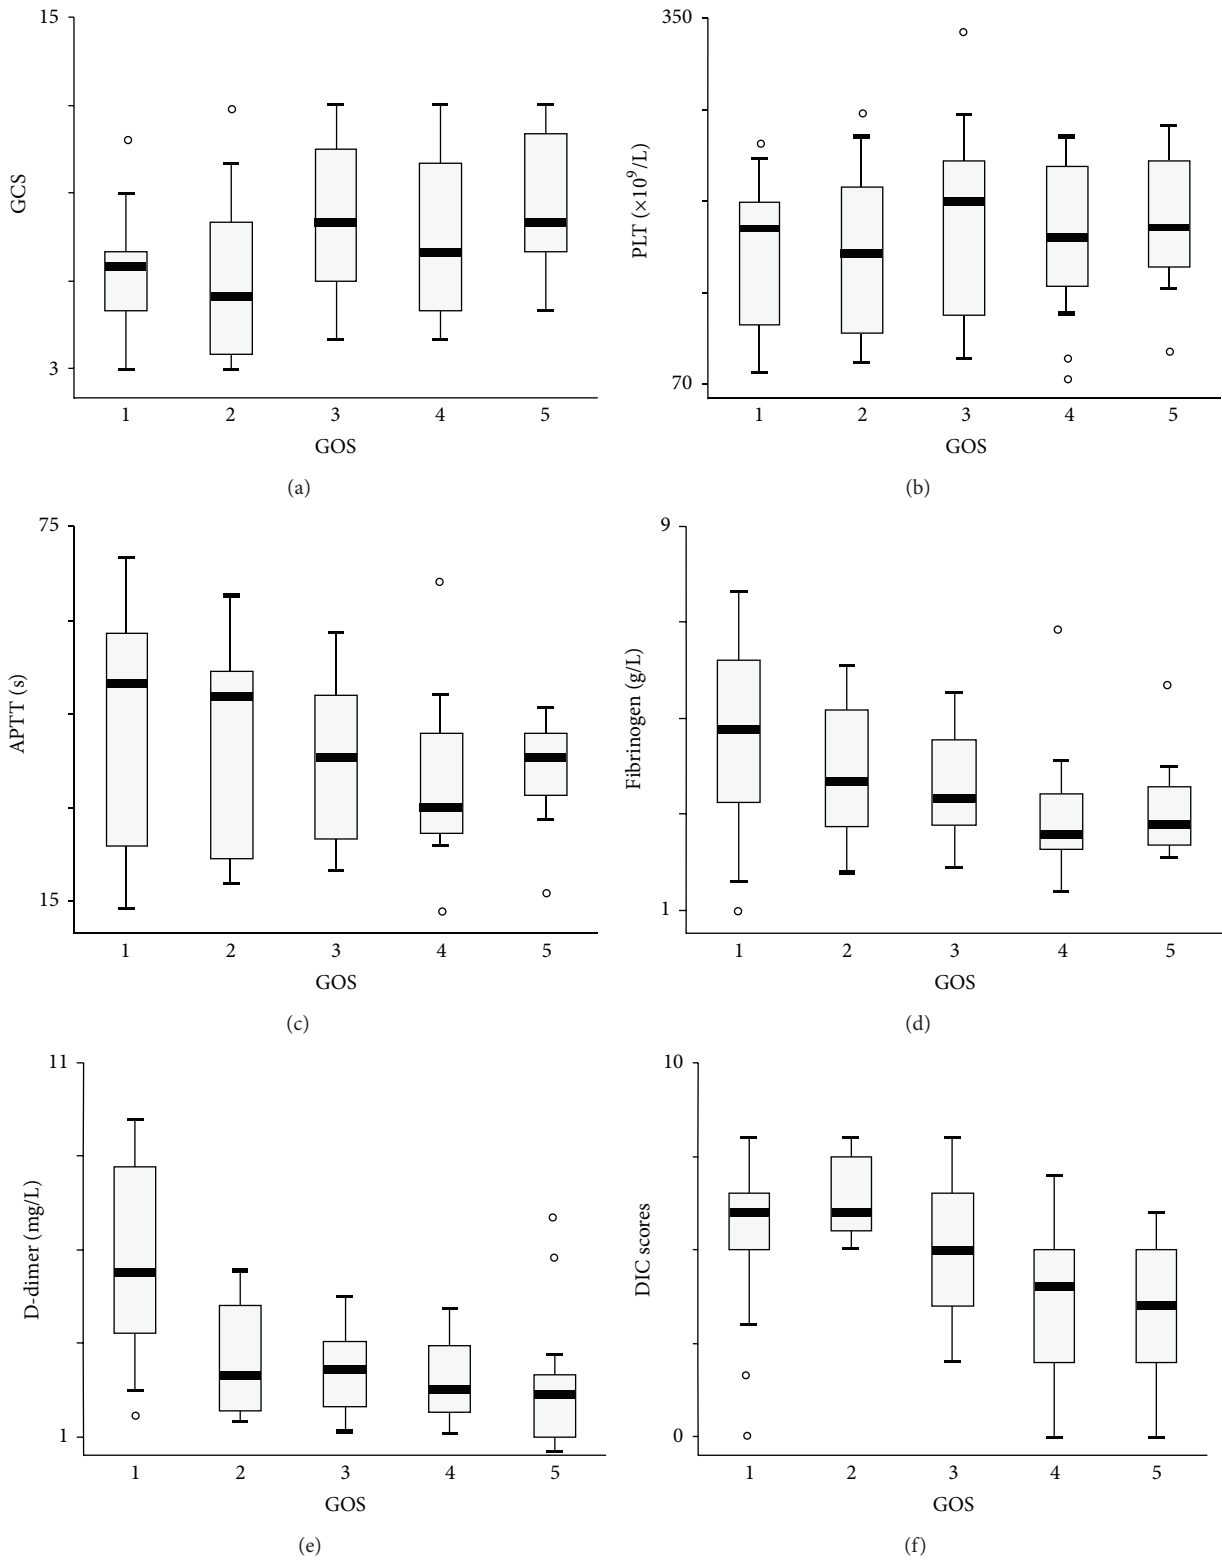 15
GCS
3
1 2 3 4 5
GOS
(a)
350
PLT (×10⁹/L)
70
1 2 3 4 5
GOS
(b)
75
APTT (s)
15
1 2 3 4 5
GOS
(c)
9
Fibrinogen (g/L)
1
1 2 3 4 5
GOS
(d)
11
D-dimer (mg/L)
1
1 2 3 4 5
GOS
(e)
10
DIC scores
0
1 2 3 4 5
GOS
(f)